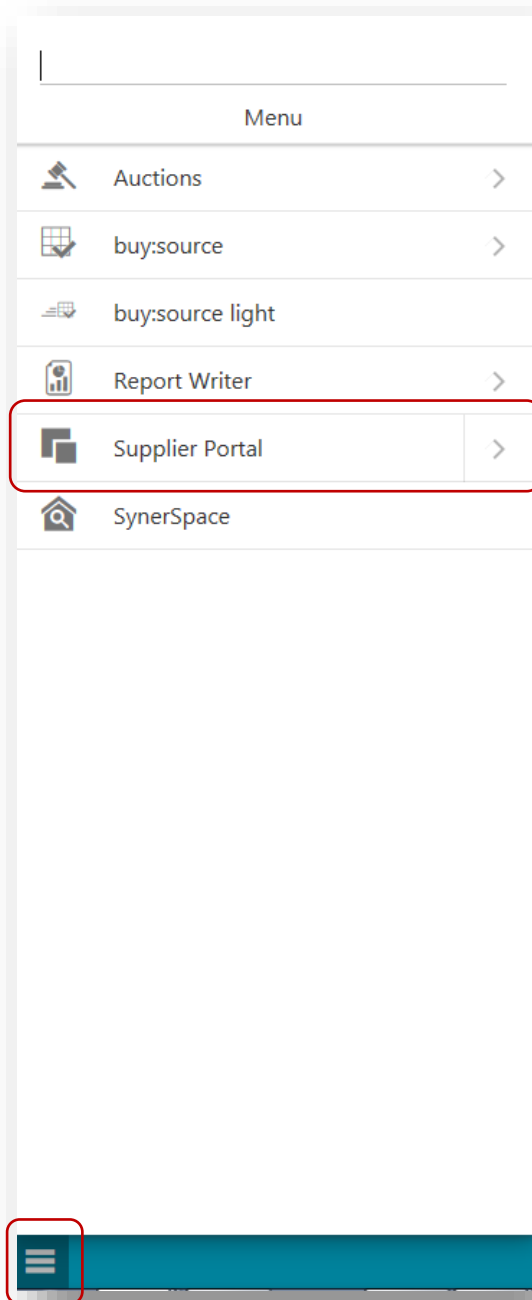 Menu
Auctions
buy:source
buy:source light
Report Writer
Supplier Portal
SynerSpace